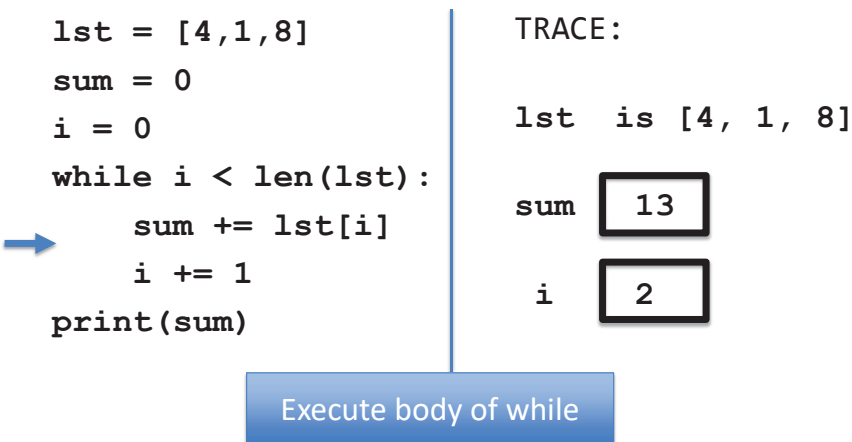 lst = [4,1,8]
sum = 0
i = 0
while i < len(lst):
    sum += lst[i]
    i += 1
print(sum)
TRACE:
lst is [4, 1, 8]
sum 13
i 2
Execute body of while